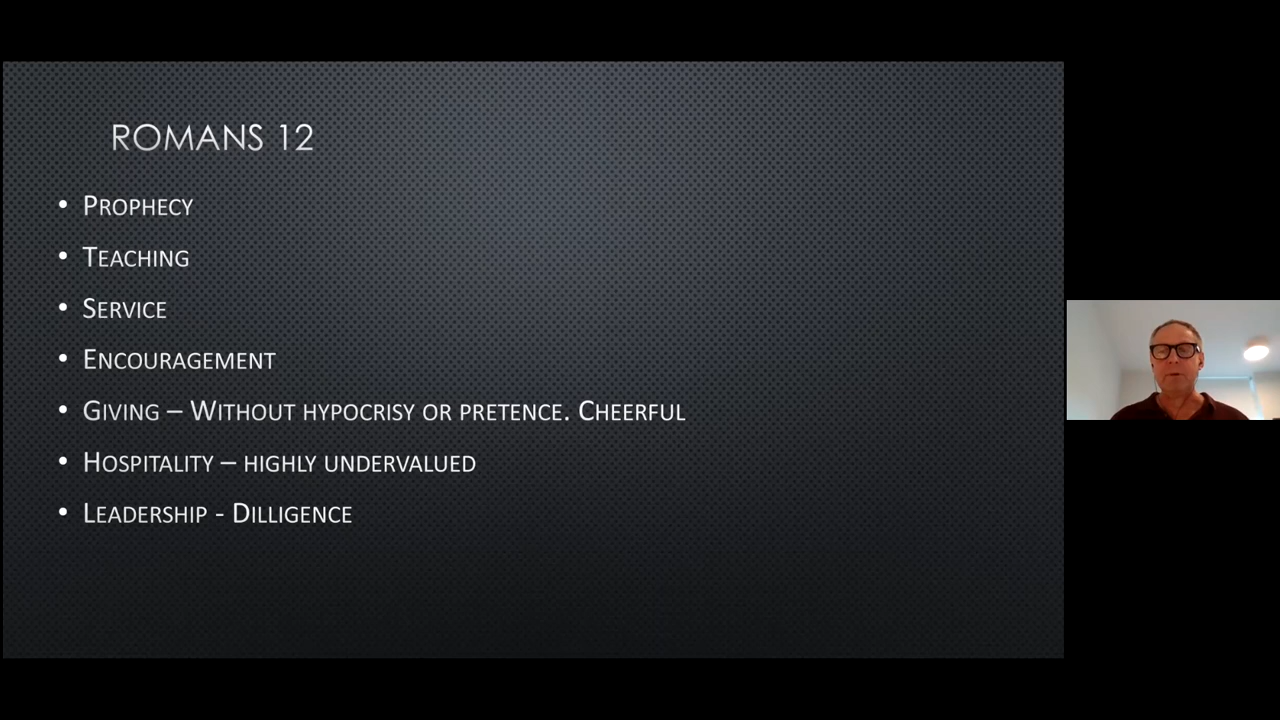 ROMANS 12
• PROPHECY
• TEACHING
• SERVICE
• ENCOURAGEMENT
• GIVING – WITHOUT HYPOCRISY OR PRETENCE. CHEERFUL
• HOSPITALITY – HIGHLY UNDERVALUED
• LEADERSHIP - DILLIGENCE